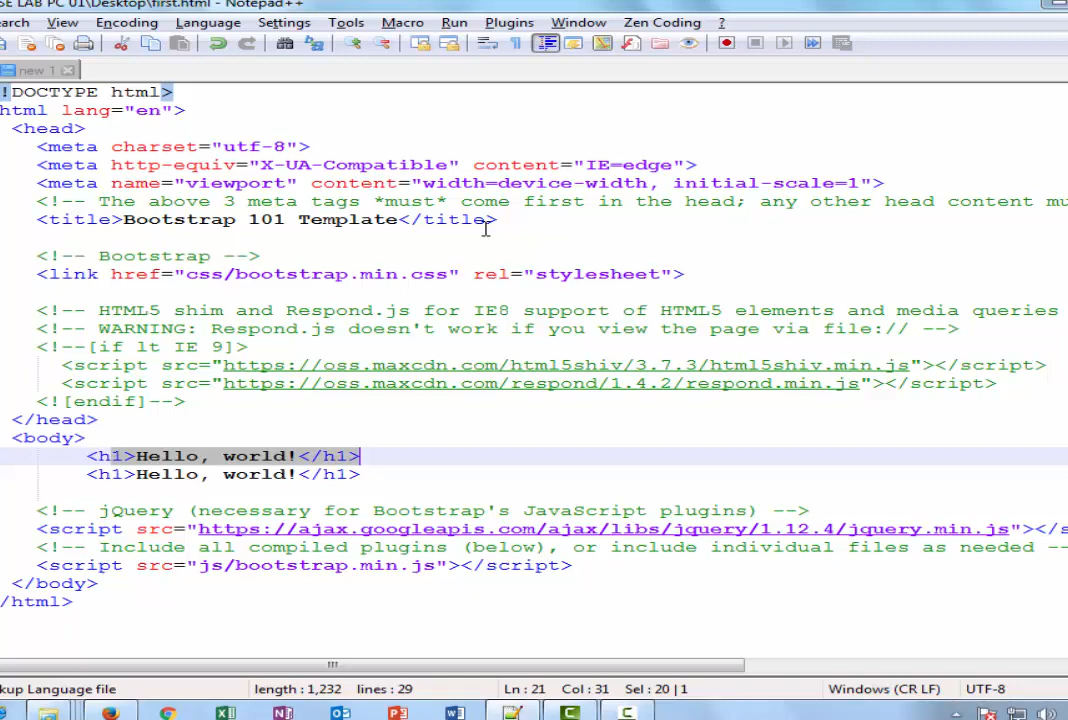 SE LAB PC 01\Desktop\first.html - Notepad++
earch View Encoding Language Settings Tools Macro Run Plugins Window Zen Coding ?
new 1
!DOCTYPE html>
html lang="en">
<head>
<meta charset="utf-8">
<meta http-equiv="X-UA-Compatible" content="IE=edge">
<meta name="viewport" content="width=device-width, initial-scale=1">
<!-- The above 3 meta tags *must* come first in the head; any other head content mu
<title>Bootstrap 101 Template</title>
<!-- Bootstrap -->
<link href="css/bootstrap.min.css" rel="stylesheet">
<!-- HTML5 shim and Respond.js for IE8 support of HTML5 elements and media queries
<!-- WARNING: Respond.js doesn't work if you view the page via file:// -->
<!--[if lt IE 9]>
<script src="https://oss.maxcdn.com/html5shiv/3.7.3/html5shiv.min.js"></script>
<script src="https://oss.maxcdn.com/respond/1.4.2/respond.min.js"></script>
<![endif]-->
</head>
<body>
<h1>Hello, world!</h1>
<h1>Hello, world!</h1>
<!-- jQuery (necessary for Bootstrap's JavaScript plugins) -->
<script src="https://ajax.googleapis.com/ajax/libs/jquery/1.12.4/jquery.min.js"></s
<!-- Include all compiled plugins (below), or include individual files as needed --
<script src="js/bootstrap.min.js"></script>
</body>
/html>
kup Language file length : 1,232 lines : 29 Ln : 21 Col : 31 Sel : 20 | 1 Windows (CR LF) UTF-8